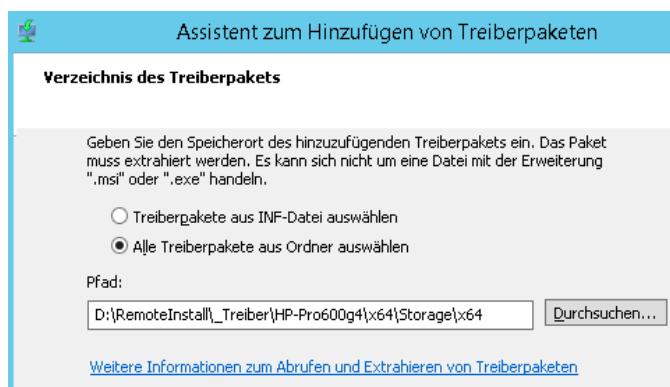 Assistent zum Hinzufügen von Treiberpaketen
Verzeichnis des Treiberpakets
Geben Sie den Speicherort des hinzuzufügenden Treiberpakets ein. Das Paket
muss extrahiert werden. Es kann sich nicht um eine Datei mit der Erweiterung
".msi" oder ".exe" handeln.
Treiberpakete aus INF-Datei auswählen
Alle Treiberpakete aus Ordner auswählen
Pfad:
D:\RemoteInstall\_Treiber\HP-Pro600g4\x64\Storage\x64 Durchsuchen...
Weitere Informationen zum Abrufen und Extrahieren von Treiberpaketen